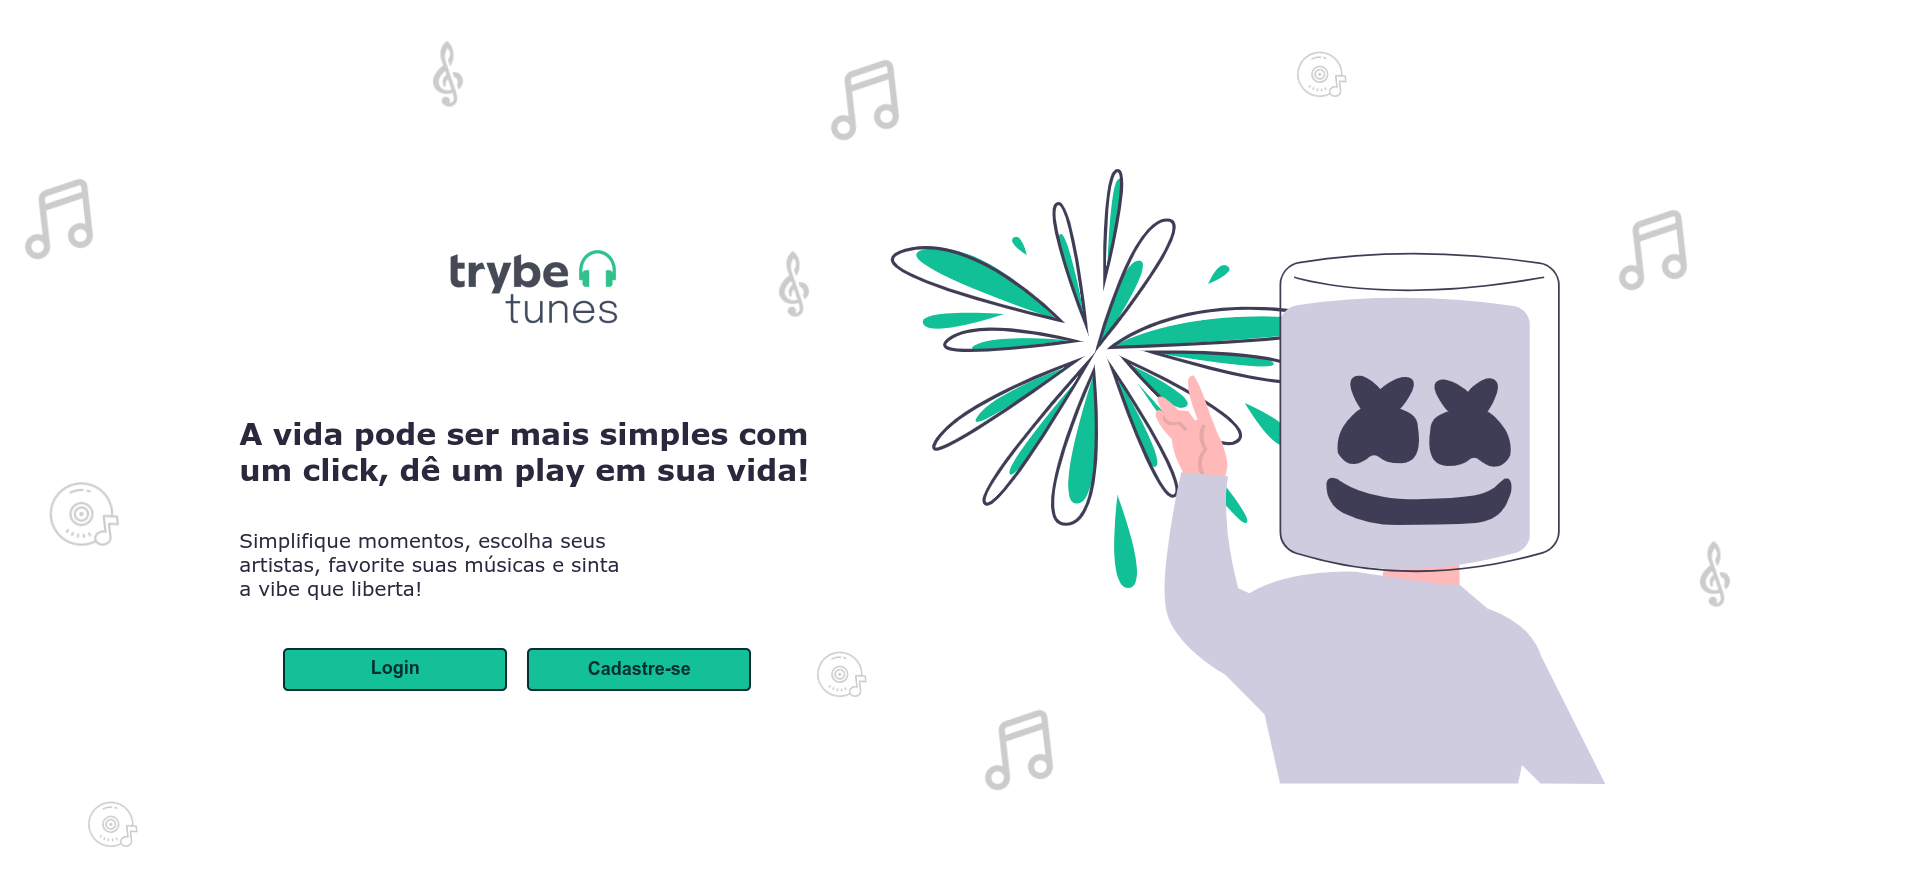 trybe
tunes
A vida pode ser mais simples com
um click, dê um play em sua vida!
Simplifique momentos, escolha seus
artistas, favorite suas músicas e sinta
a vibe que liberta!
Login
Cadastre-se